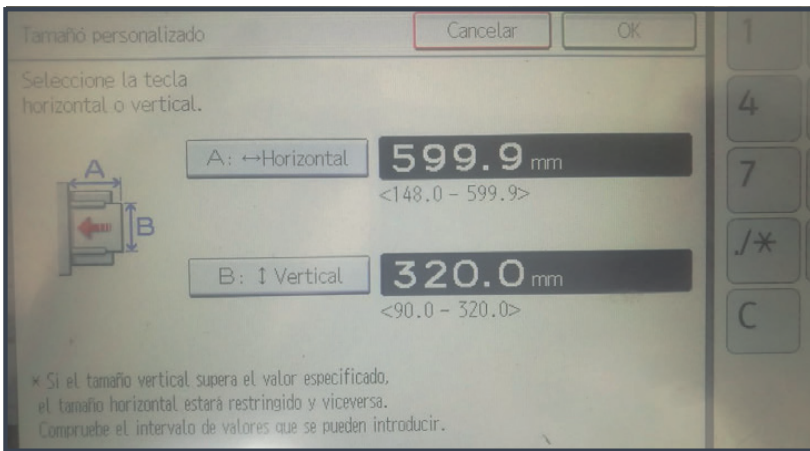 Tamañó personalizado
Cancelar
OK
Seleccione la tecla
horizontal o vertical.
A: ↔Horizontal
599.9 mm
<148.0 - 599.9>
A
B
B: ↕ Vertical
320.0 mm
<90.0 - 320.0>
* Si el tamaño vertical supera el valor especificado,
el tamaño horizontal estará restringido y viceversa.
Compruebe el intervalo de valores que se pueden introducir.
1
4
7
./*
C